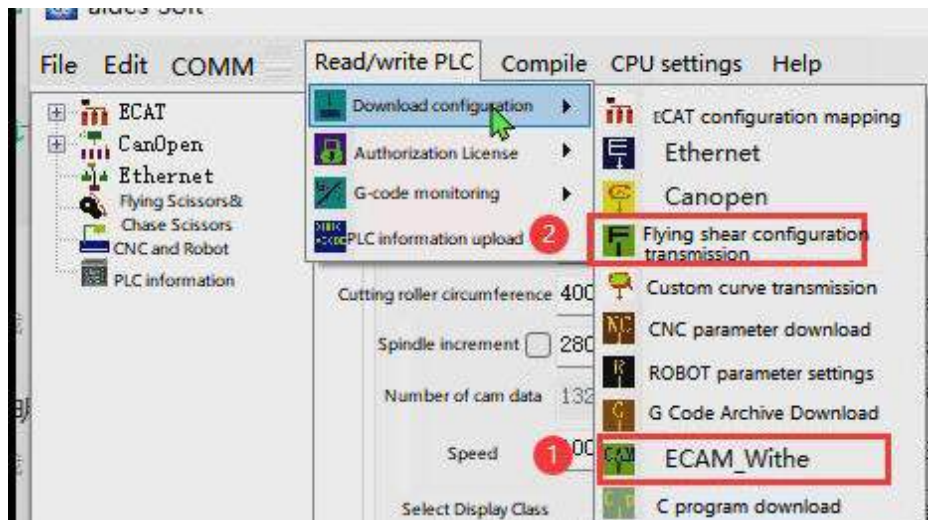 File Edit COMM Read/write PLC Compile CPU settings Help
ECAT
CanOpen
Ethernet
Flying Scissors&
Chase Scissors
CNC and Robot
PLC information
Download configuration
Authorization License
G-code monitoring
PLC information upload
2
Cutting roller circumference 400
Spindle increment 280
Number of cam data 132
Speed
1
Select Display Class
ECAT configuration mapping
Ethernet
Canopen
Flying shear configuration
transmission
Custom curve transmission
CNC parameter download
ROBOT parameter settings
G Code Archive Download
ECAM_Withe
C program download